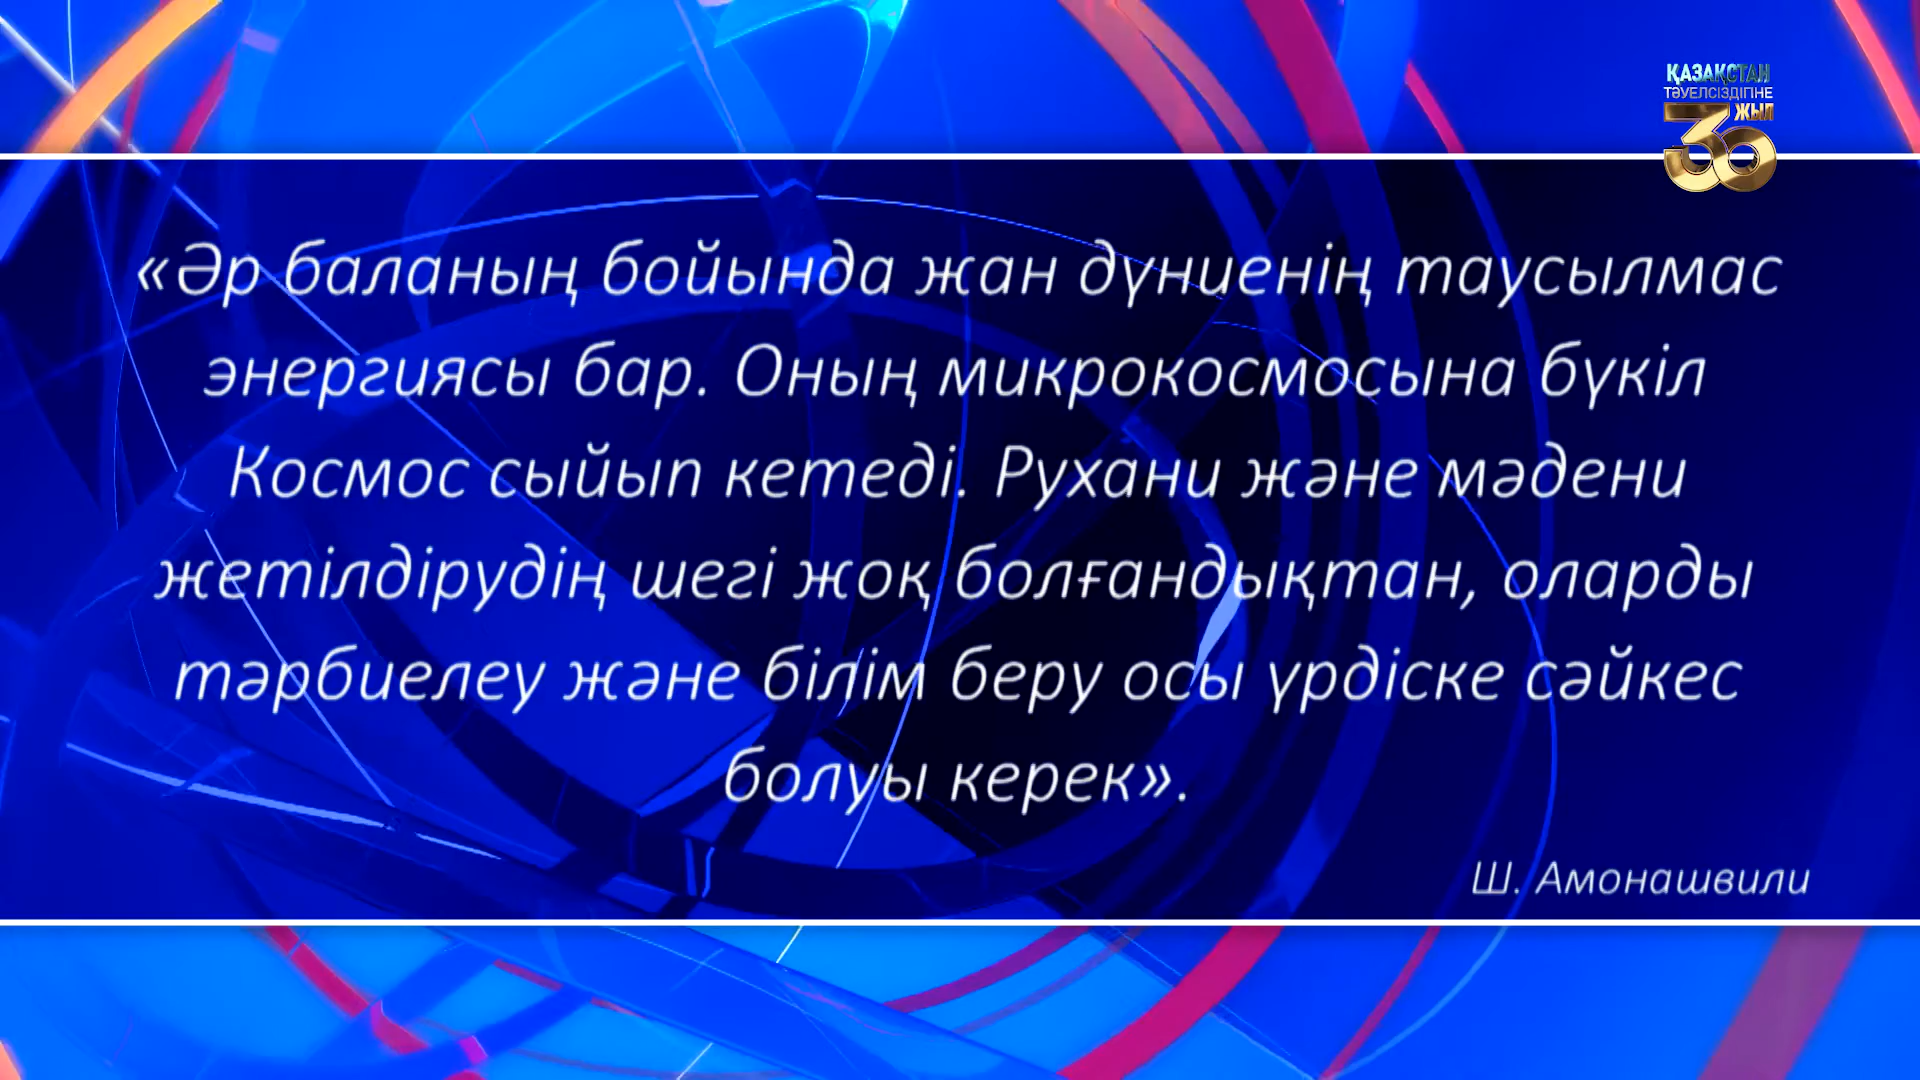 ҚАЗАҚСТАН
ТӘУЕЛСІЗДІГІНЕ
30 ЖЫЛ
«Әр баланың бойында жан дүниенің таусылмас
энергиясы бар. Оның микрокосмосына бүкіл
Космос сыйып кетеді. Рухани және мәдени
жетілдірудің шегі жоқ болғандықтан, оларды
тәрбиелеу және білім беру осы үрдіске сәйкес
болуы керек».
Ш. Амонашвили